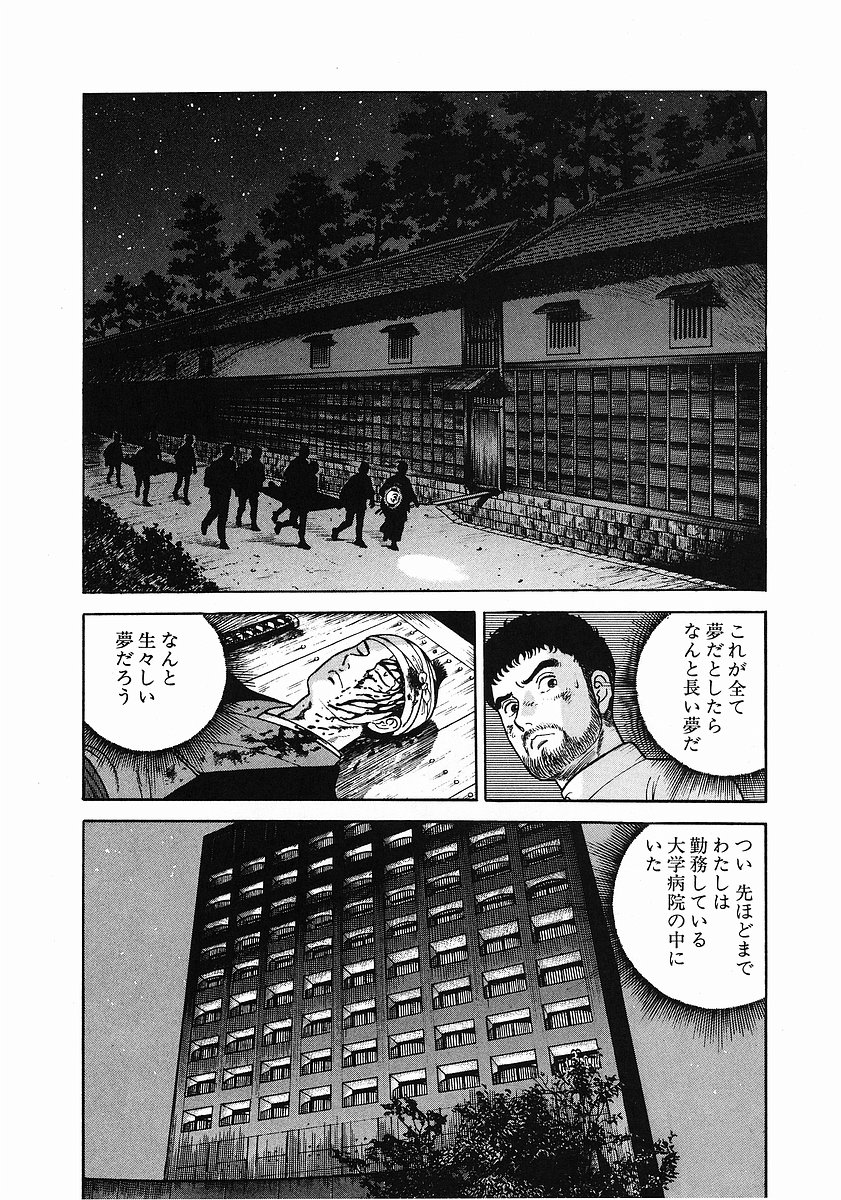 これが全て
夢だとしたら
なんと長い夢だ
なんと
生々しい
夢だろう
つい 先ほどまで
わたしは
勤務している
大学病院の中に
いた